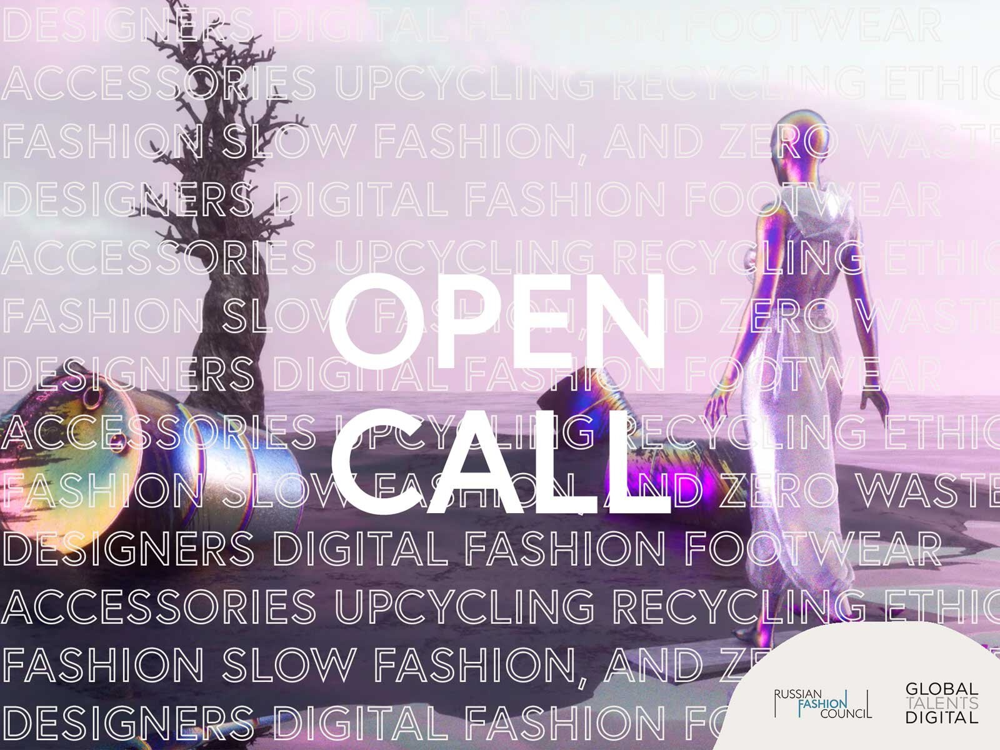 DESIGNERS DIGITAL FASHION FOOTWEAR
ACCESSORIES UPCYCLING RECYCLING ETHIC
FASHION SLOW FASHION, AND ZERO WASTE
DESIGNERS DIGITAL FASHION FOOTWEAR
ACCESSORIES UPCYCLING RECYCLING ETHIC
OPEN
FASHION SLOW FASHION, AND ZERO WASTE
DESIGNERS DIGITAL FASHION FOOTWEAR
ACCESSORIES UPCYCLING RECYCLING ETHIC
CALL
FASHION SLOW FASHION, AND ZERO WASTE
DESIGNERS DIGITAL FASHION FOOTWEAR
ACCESSORIES UPCYCLING RECYCLING ETHIC
FASHION SLOW FASHION, AND ZE
DESIGNERS DIGITAL FASHION FO
RUSSIAN
FASHION
COUNCIL
GLOBAL
TALENTS
DIGITAL